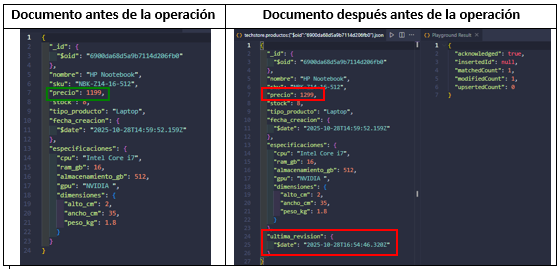 Documento antes de la operación
Documento después antes de la operación
{
"_id": {
"$oid": "6900da68d5a9b7114d206fb0"
},
"nombre": "HP Nootebook",
"sku": "NBK-Z14-16-512",
"precio": 1199,
"stock": 8,
"tipo_producto": "Laptop",
"fecha_creacion": {
"$date": "2025-10-28T14:59:52.159Z"
},
"especificaciones": {
"cpu": "Intel Core i7",
"ram_gb": 16,
"almacenamiento_gb": 512,
"gpu": "NVIDIA ",
"dimensiones": {
"alto_cm": 2,
"ancho_cm": 35,
"peso_kg": 1.8
}
}
}
techstore.productos:{"$oid":"6900da68d5a9b7114d206fb0"}.json
{
"_id": {
"$oid": "6900da68d5a9b7114d206fb0"
},
"nombre": "HP Nootebook",
"sku": "NBK-Z14-16-512",
"precio": 1299,
"stock": 8,
"tipo_producto": "Laptop",
"fecha_creacion": {
"$date": "2025-10-28T14:59:52.159Z"
},
"especificaciones": {
"cpu": "Intel Core i7",
"ram_gb": 16,
"almacenamiento_gb": 512,
"gpu": "NVIDIA ",
"dimensiones": {
"alto_cm": 2,
"ancho_cm": 35,
"peso_kg": 1.8
}
},
"ultima_revision": {
"$date": "2025-10-28T16:54:46.320Z"
}
}
Playground Result
{
"acknowledged": true,
"insertedId": null,
"matchedCount": 1,
"modifiedCount": 1,
"upsertedCount": 0
}